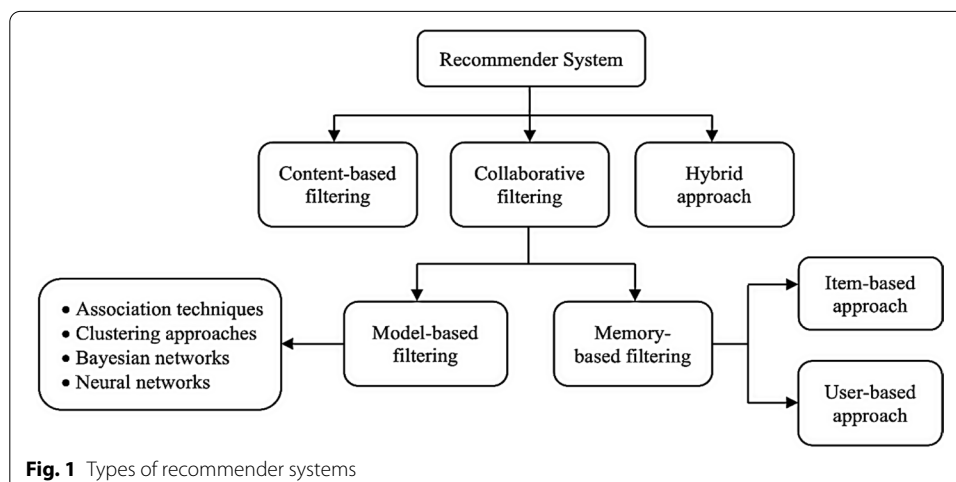 Recommender System
Content-based
filtering
Collaborative
filtering
Hybrid
approach
• Association techniques
• Clustering approaches
• Bayesian networks
• Neural networks
Model-based
filtering
Memory-
based filtering
Item-based
approach
User-based
approach
Fig. 1 Types of recommender systems